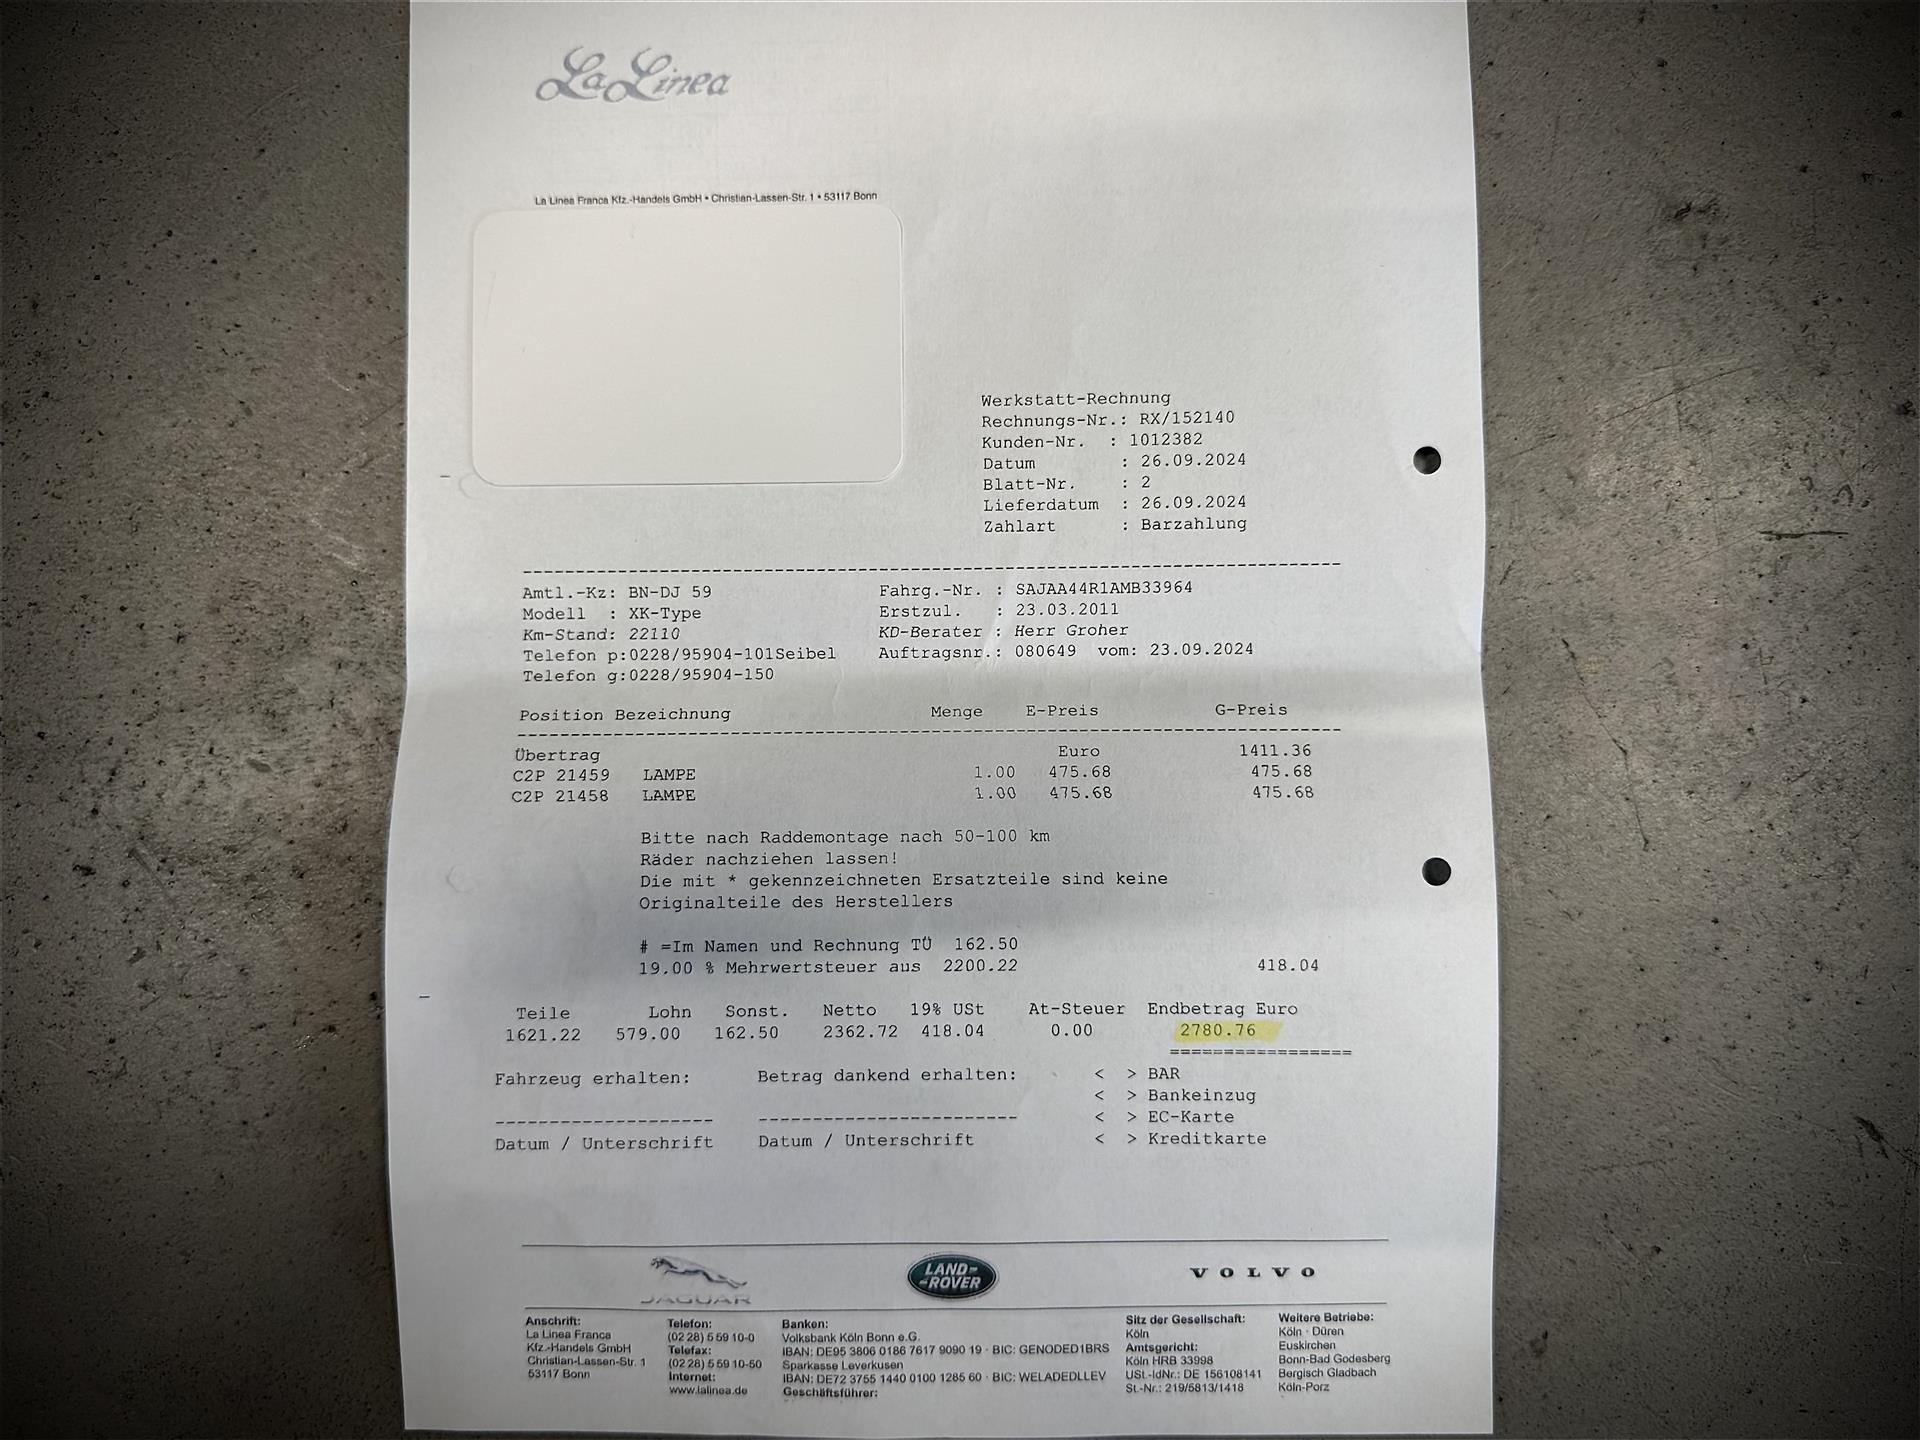 La Linea
La Linea Franca Kfz.-Handels GmbH • Christian-Lassen-Str. 1 • 53117 Bonn
Werkstatt-Rechnung
Rechnungs-Nr.: RX/152140
Kunden-Nr. : 1012382
Datum : 26.09.2024
Blatt-Nr. : 2
Lieferdatum : 26.09.2024
Zahlart : Barzahlung
Amtl.-Kz: BN-DJ 59 Fahrg.-Nr. : SAJAA44R1AMB33964
Modell : XK-Type Erstzul. : 23.03.2011
Km-Stand: 22110 KD-Berater : Herr Groher
Telefon p:0228/95904-101Seibel Auftragsnr.: 080649 vom: 23.09.2024
Telefon g:0228/95904-150
Position Bezeichnung Menge E-Preis G-Preis
Übertrag Euro 1411.36
C2P 21459 LAMPE 1.00 475.68 475.68
C2P 21458 LAMPE 1.00 475.68 475.68
Bitte nach Raddemontage nach 50-100 km
Räder nachziehen lassen!
Die mit * gekennzeichneten Ersatzteile sind keine
Originalteile des Herstellers
# =Im Namen und Rechnung TÜ 162.50
19.00 % Mehrwertsteuer aus 2200.22 418.04
Teile Lohn Sonst. Netto 19% USt At-Steuer Endbetrag Euro
1621.22 579.00 162.50 2362.72 418.04 0.00 2780.76
=================
Fahrzeug erhalten: Betrag dankend erhalten: < > BAR
< > Bankeinzug
< > EC-Karte
Datum / Unterschrift Datum / Unterschrift < > Kreditkarte
JAGUAR
LAND-
-ROVER
VOLVO
Anschrift:
La Linea Franca
Kfz.-Handels GmbH
Christian-Lassen-Str. 1
53117 Bonn
Telefon:
(02 28) 5 59 10-0
Telefax:
(02 28) 5 59 10-50
Internet:
www.lalinea.de
Banken:
Volksbank Köln Bonn e.G.
IBAN: DE95 3806 0186 7617 9090 19 · BIC: GENODED1BRS
Sparkasse Leverkusen
IBAN: DE72 3755 1440 0100 1285 60 · BIC: WELADEDLLEV
Geschäftsführer:
Sitz der Gesellschaft:
Köln
Amtsgericht:
Köln HRB 33998
USt.-IdNr.: DE 156108141
St.-Nr.: 219/5813/1418
Weitere Betriebe:
Köln · Düren
Euskirchen
Bonn-Bad Godesberg
Bergisch Gladbach
Köln-Porz